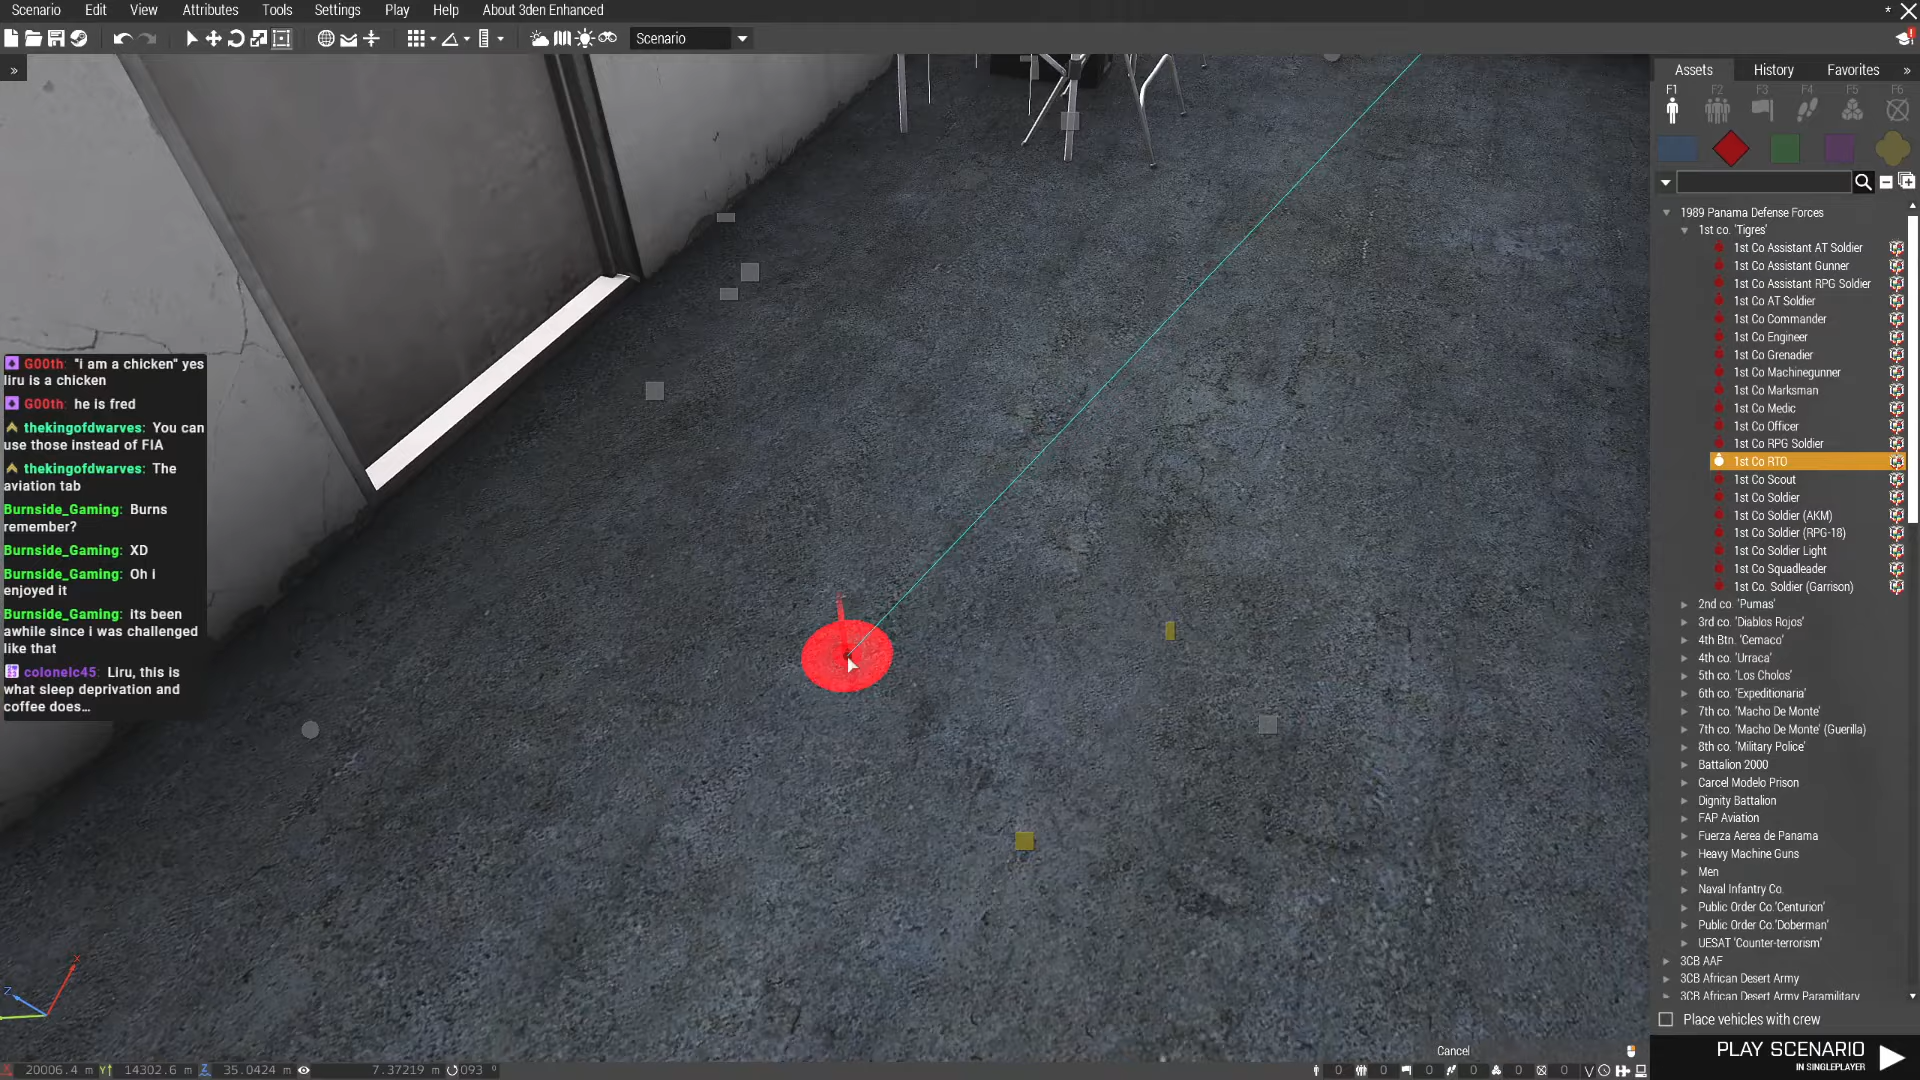 Scenario Edit View Attributes Tools Settings Play Help About 3den Enhanced
Scenario
Assets History Favorites
F1 F2 F3 F4 F5 F6
1989 Panama Defense Forces
1st co. 'Tigres'
1st Co Assistant AT Soldier
1st Co Assistant Gunner
1st Co Assistant RPG Soldier
1st Co AT Soldier
1st Co Commander
1st Co Engineer
1st Co Grenadier
1st Co Machinegunner
1st Co Marksman
1st Co Medic
1st Co Officer
1st Co RPG Soldier
1st Co RTO
1st Co Scout
1st Co Soldier
1st Co Soldier (AKM)
1st Co Soldier (RPG-18)
1st Co Soldier Light
1st Co Squadleader
1st Co. Soldier (Garrison)
2nd co. 'Pumas'
3rd co. 'Diablos Rojos'
4th Btn. 'Cemaco'
4th co. 'Urraca'
5th co. 'Los Cholos'
6th co. 'Expeditionaria'
7th co. 'Macho De Monte'
7th co. 'Macho De Monte' (Guerilla)
8th co. 'Military Police'
Battalion 2000
Carcel Modelo Prison
Dignity Battalion
FAP Aviation
Fuerza Aerea de Panama
Heavy Machine Guns
Men
Naval Infantry Co.
Public Order Co.'Centurion'
Public Order Co.'Doberman'
UESAT 'Counter-terrorism'
3CB AAF
3CB African Desert Army
3CB African Desert Army Paramilitary
Place vehicles with crew
PLAY SCENARIO
IN SINGLEPLAYER
G00th: "i am a chicken" yes
liru is a chicken
G00th: he is fred
thekingofdwarves: You can
use those instead of FIA
thekingofdwarves: The
aviation tab
Burnside_Gaming: Burns
remember?
Burnside_Gaming: XD
Burnside_Gaming: Oh i
enjoyed it
Burnside_Gaming: Its been
awhile since i was challenged
like that
colonelc45: Liru, this is
what sleep deprivation and
coffee does...
X
Z
Cancel
X 20006.4 m Y 14302.6 m Z 35.0424 m 7.37219 m 093 °
0 0 0 0 0 0